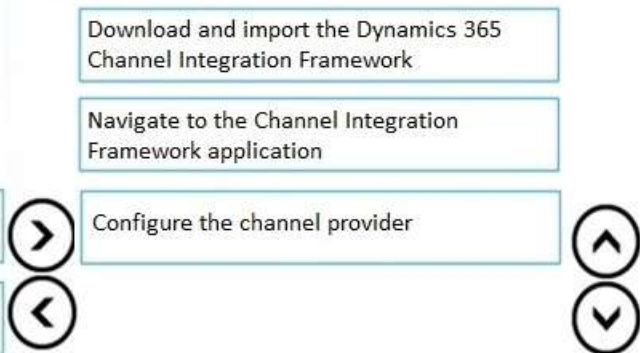 Download and import the Dynamics 365
Channel Integration Framework
Navigate to the Channel Integration
Framework application
Configure the channel provider